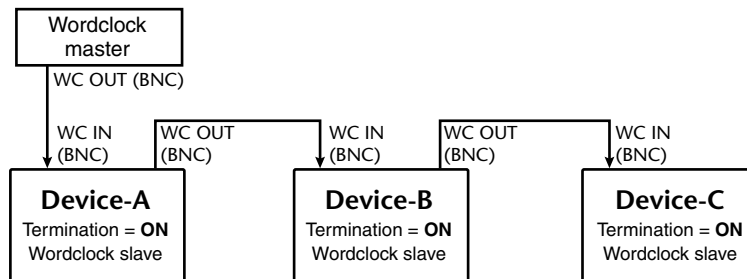 Wordclock
master
WC OUT (BNC)
WC IN
(BNC)
WC OUT
(BNC)
WC IN
(BNC)
WC OUT
(BNC)
WC IN
(BNC)
Device-A
Termination = ON
Wordclock slave
Device-B
Termination = ON
Wordclock slave
Device-C
Termination = ON
Wordclock slave